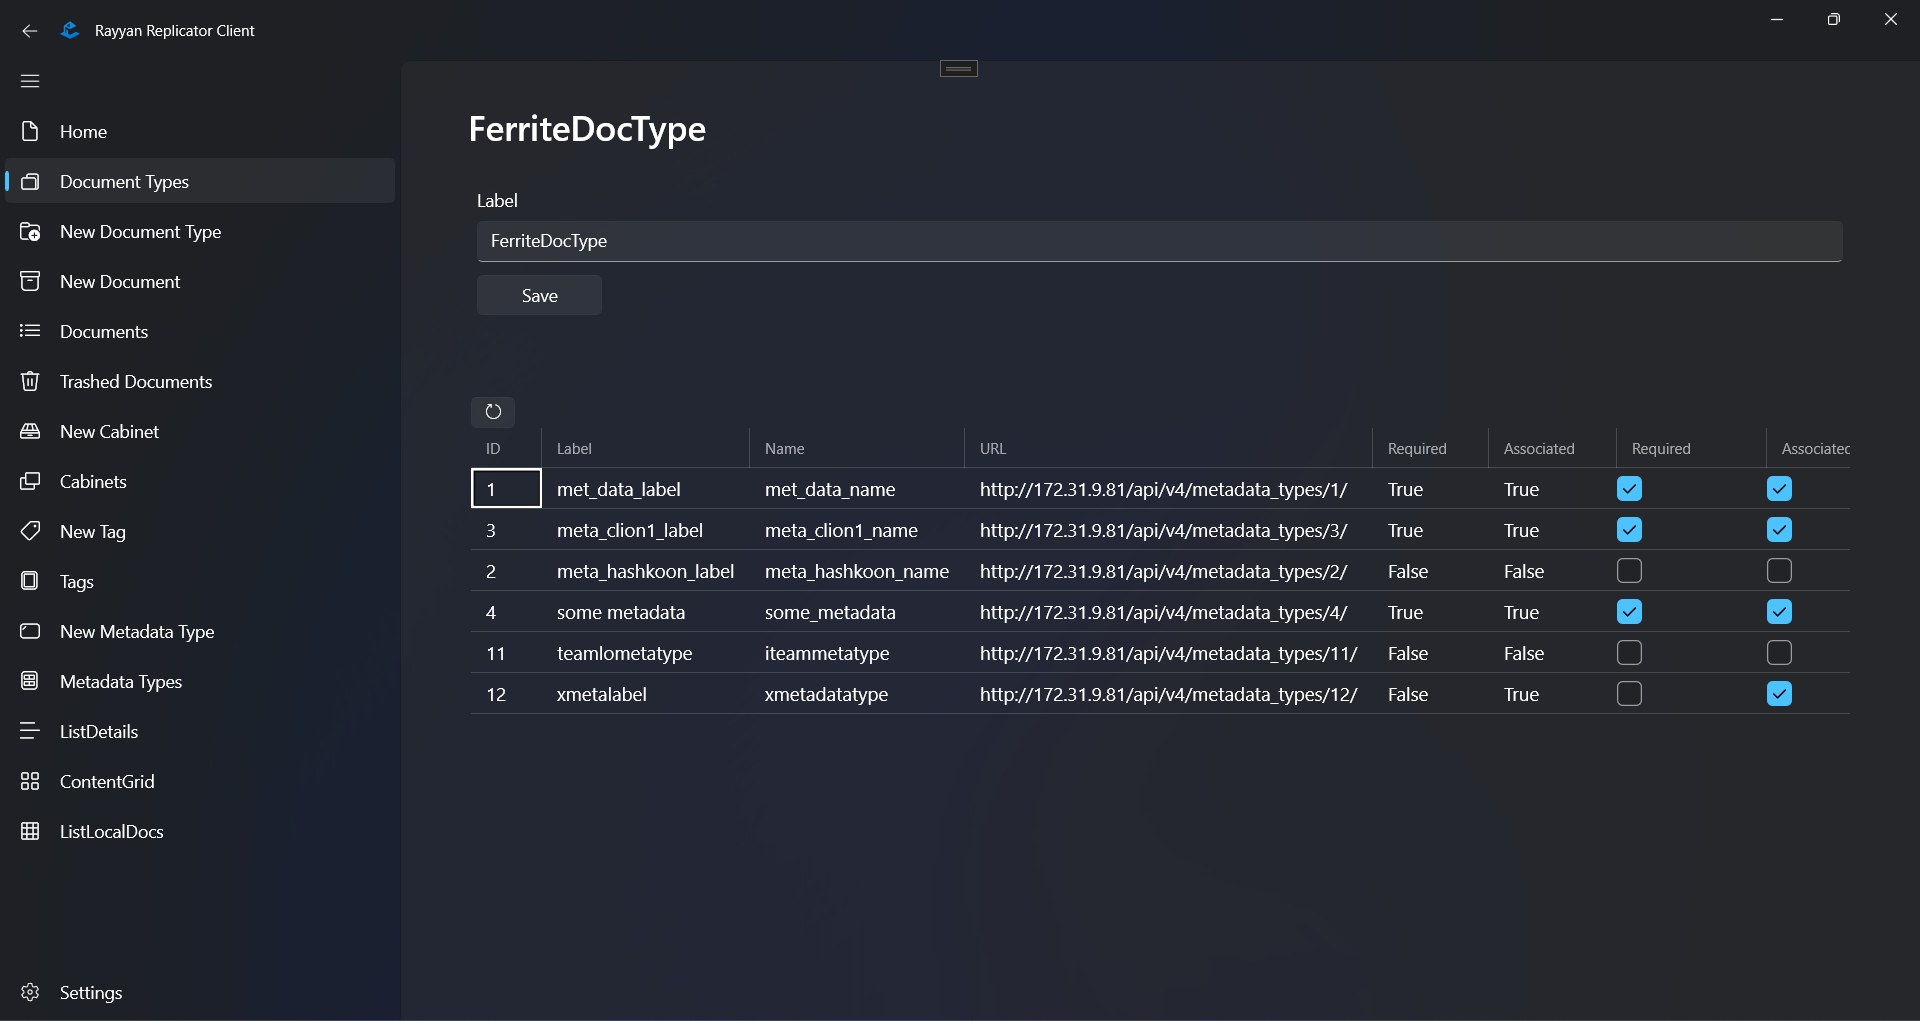 Rayyan Replicator Client
Home
Document Types
New Document Type
New Document
Documents
Trashed Documents
New Cabinet
Cabinets
New Tag
Tags
New Metadata Type
Metadata Types
ListDetails
ContentGrid
ListLocalDocs
Settings
FerriteDocType
Label
FerriteDocType
Save
ID Label Name URL Required Associated Required Associated
1 met_data_label met_data_name http://172.31.9.81/api/v4/metadata_types/1/ True True
3 meta_clion1_label meta_clion1_name http://172.31.9.81/api/v4/metadata_types/3/ True True
2 meta_hashkoon_label meta_hashkoon_name http://172.31.9.81/api/v4/metadata_types/2/ False False
4 some metadata some_metadata http://172.31.9.81/api/v4/metadata_types/4/ True True
11 teamlometatype iteammetatype http://172.31.9.81/api/v4/metadata_types/11/ False False
12 xmetalabel xmetadatatype http://172.31.9.81/api/v4/metadata_types/12/ False True